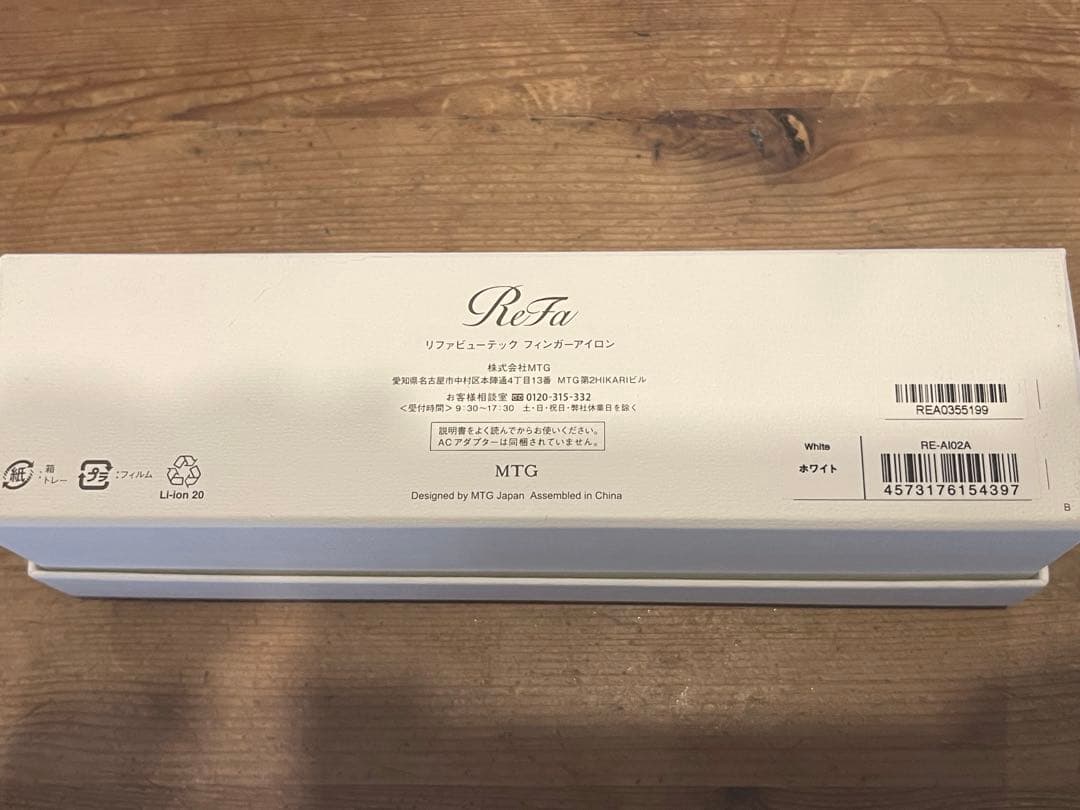 ReFa
リファビューテック フィンガーアイロン
株式会社MTG
愛知県名古屋市中村区本陣通4丁目13番 MTG第2HIKARIビル
お客様相談室 0120-315-332
＜受付時間＞9:30～17:30 土・日・祝日・弊社休業日を除く
説明書をよく読んでからお使いください。
ACアダプターは同梱されていません。
MTG
Designed by MTG Japan Assembled in China
紙 :箱
トレー
プラ :フィルム
Li-ion 20
REA0355199
White
ホワイト
RE-AI02A
4573176154397
B